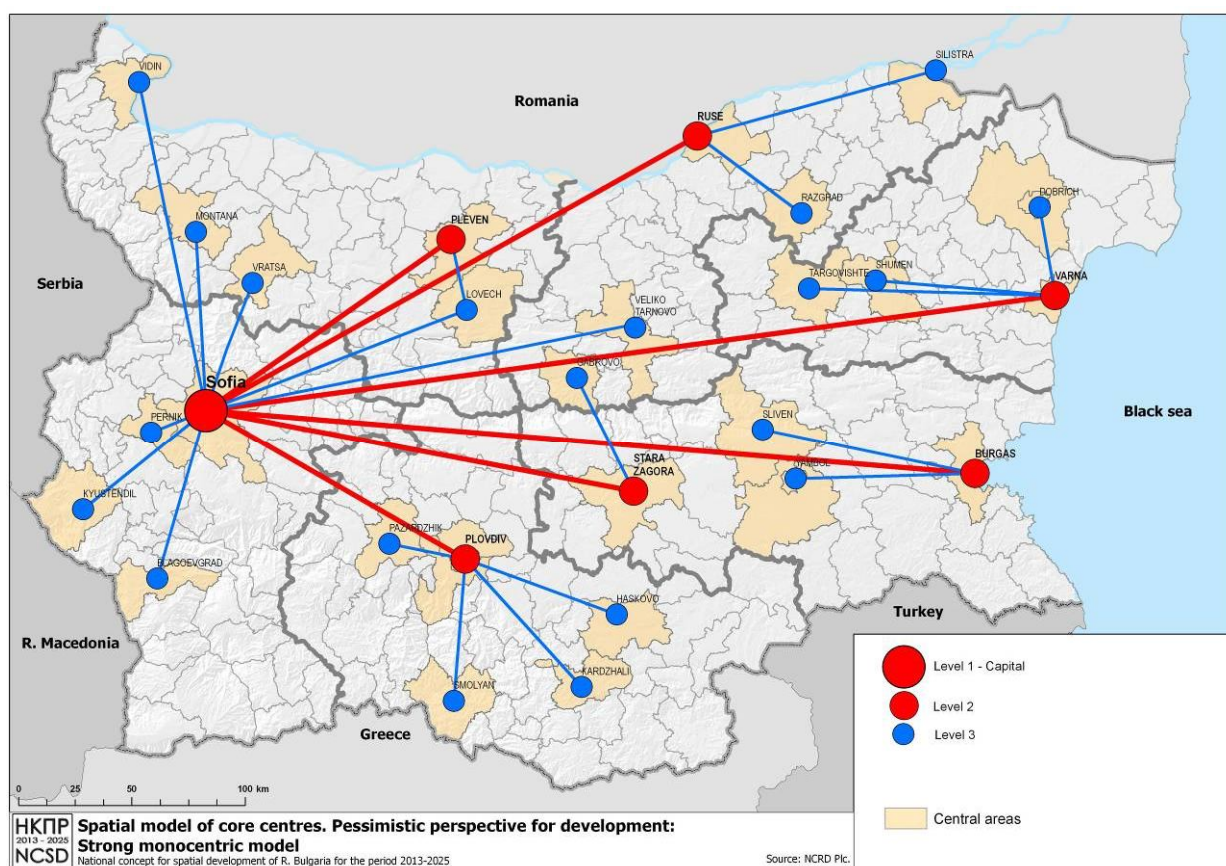 SILISTRA
VIDIN
Romania
RUSE
RAZGRAD
DOBRICH
MONTANA
PLEVEN
VRATSA
TARGOVISHTE
SHUMEN
VARNA
Serbia
LOVECH
VELIKO
TARNOVO
GABROVO
Sofia
PERNIK
SLIVEN
Black sea
BURGAS
STARA
ZAGORA
YAMBOL
KYUSTENDIL
PAZARDZHIK
PLOVDIV
BLAGOEVGRAD
HASKOVO
Turkey
R. Macedonia
KARDZHALI
SMOLYAN
Greece
Level 1 - Capital
Level 2
Level 3
Central areas
0 25 50 100 km
НКПР
2013 - 2025
NCSD
Spatial model of core centres. Pessimistic perspective for development:
Strong monocentric model
National concept for spatial development of R. Bulgaria for the period 2013-2025
Source: NCRD Plc.